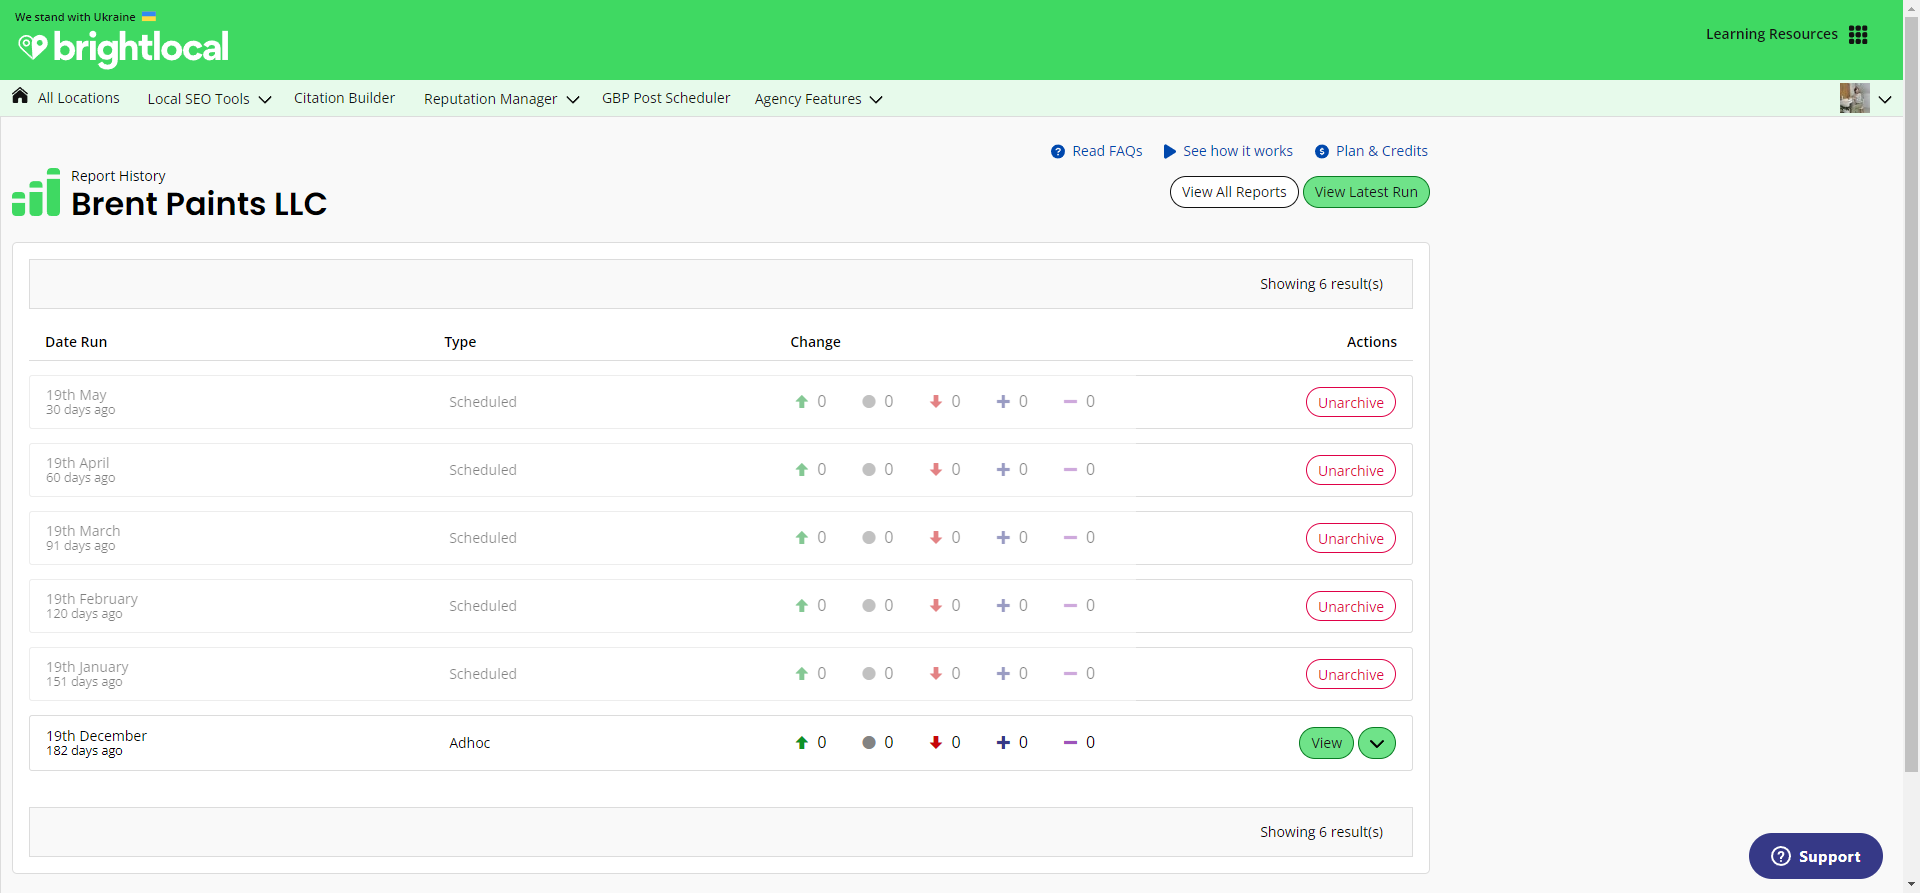 We stand with Ukraine
brightlocal
Learning Resources
All Locations
Local SEO Tools
Citation Builder
Reputation Manager
GBP Post Scheduler
Agency Features
Read FAQs
See how it works
Plan & Credits
Report History
Brent Paints LLC
View All Reports
View Latest Run
Showing 6 result(s)
Date Run
Type
Change
Actions
19th May
30 days ago
Scheduled
0
0
0
0
0
Unarchive
19th April
60 days ago
Scheduled
0
0
0
0
0
Unarchive
19th March
91 days ago
Scheduled
0
0
0
0
0
Unarchive
19th February
120 days ago
Scheduled
0
0
0
0
0
Unarchive
19th January
151 days ago
Scheduled
0
0
0
0
0
Unarchive
19th December
182 days ago
Adhoc
0
0
0
0
0
View
Showing 6 result(s)
Support